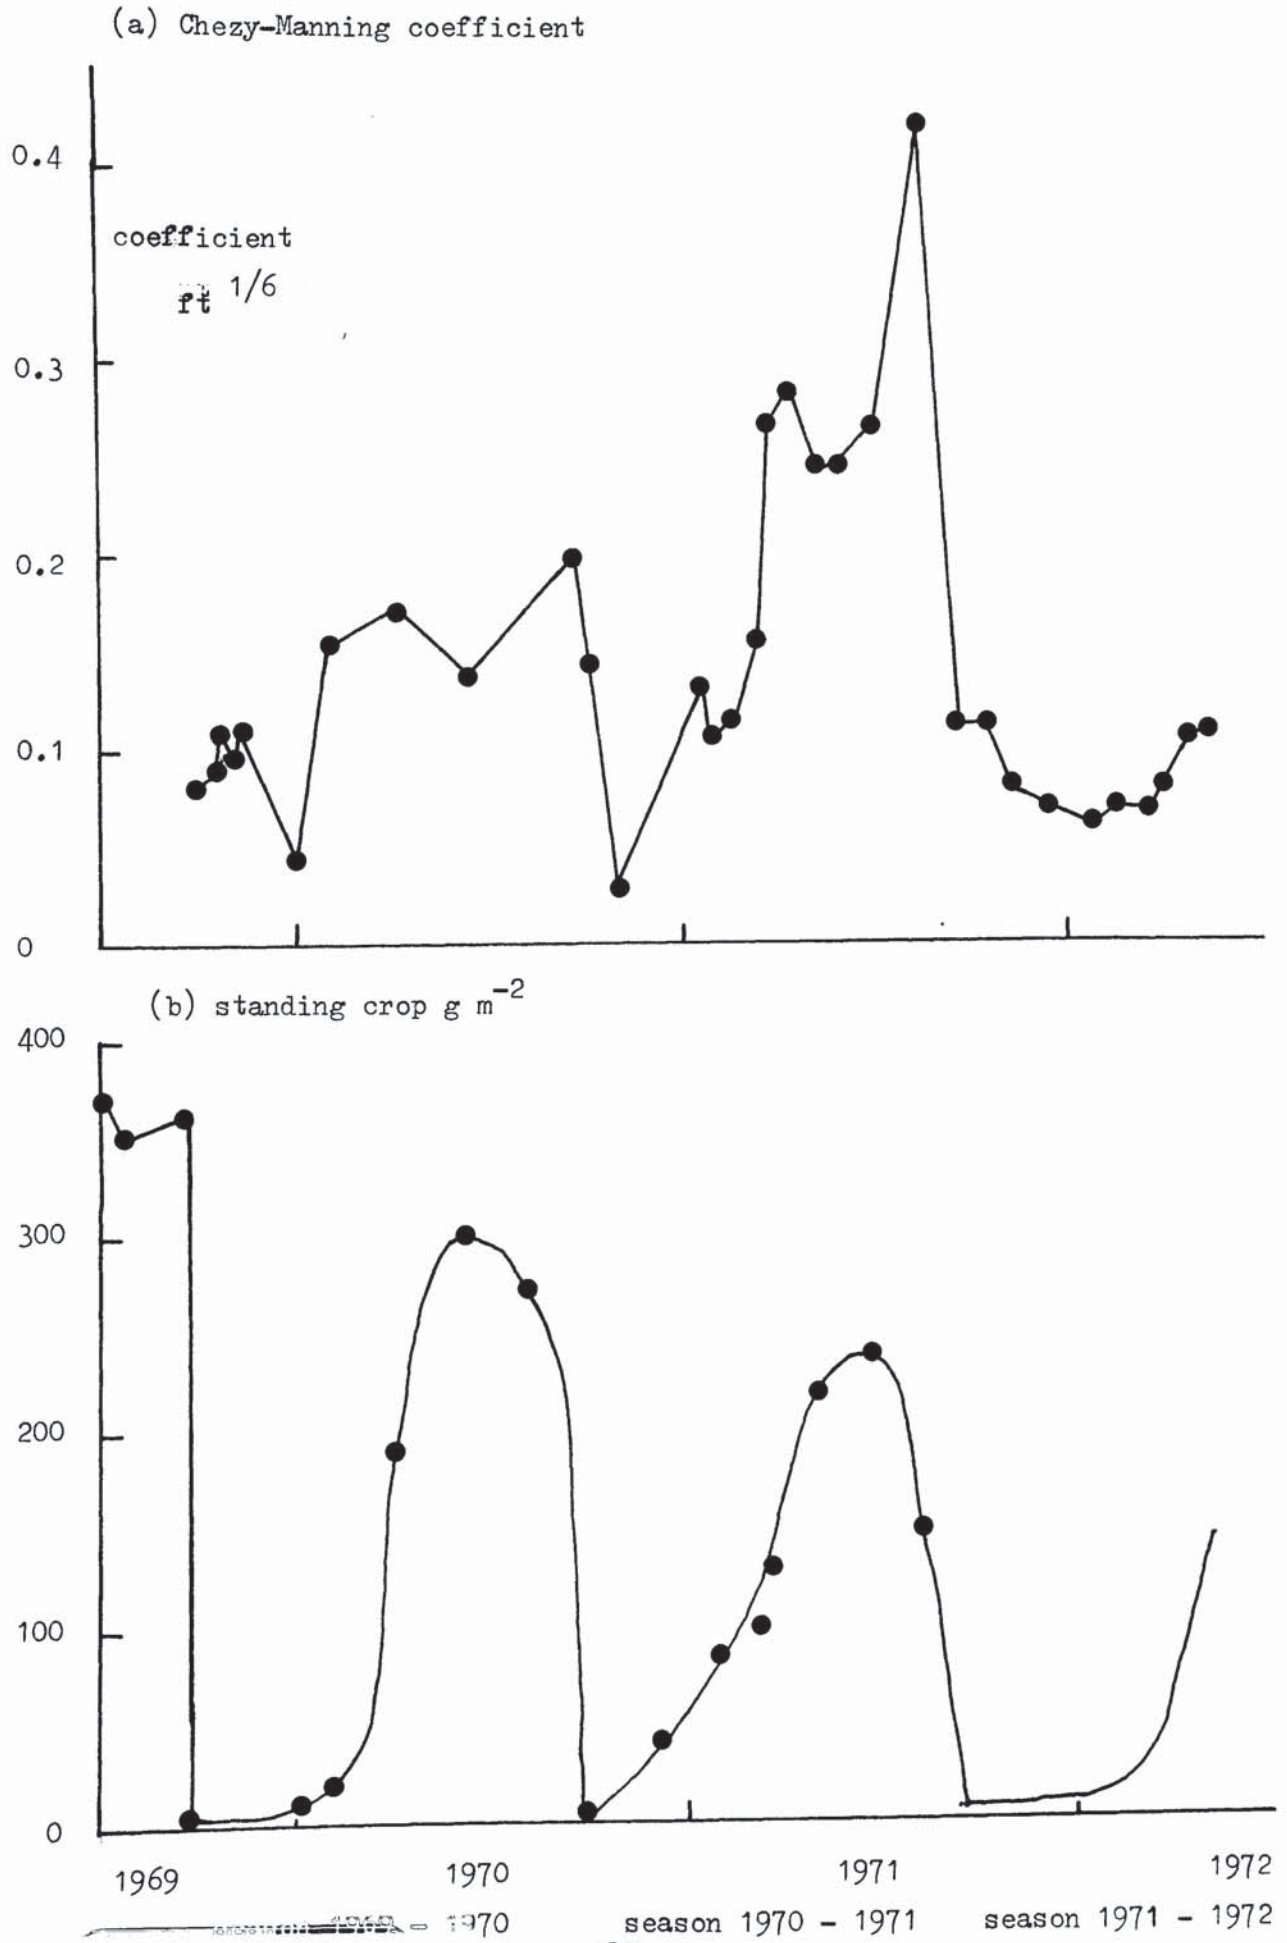 (a) Chezy-Manning coefficient
0.4
coefficient
ft 1/6
0.3
0.2
0.1
0
(b) standing crop g m-2
400
300
200
100
0
1969 1970 1971 1972
- 1970 season 1970 - 1971 season 1971 - 1972